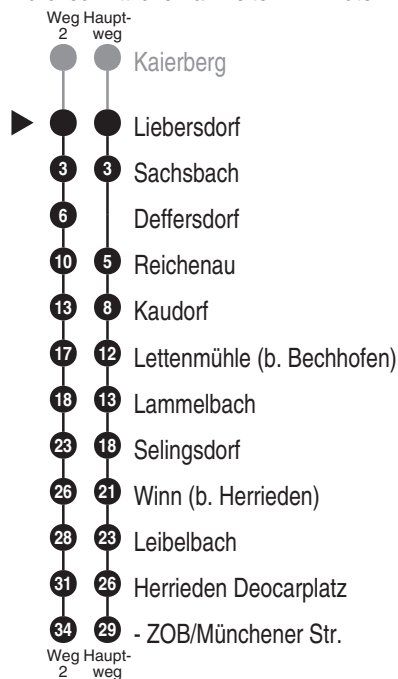 Weg Haupt-
2 weg
Kaierberg
Liebersdorf
3 3 Sachsbach
6 Deffersdorf
10 5 Reichenau
13 8 Kaudorf
17 12 Lettenmühle (b. Bechhofen)
18 13 Lammelbach
23 18 Selingsdorf
26 21 Winn (b. Herrieden)
28 23 Leibelbach
31 26 Herrieden Deocarplatz
34 29 - ZOB/Münchener Str.
Weg Haupt-
2 weg